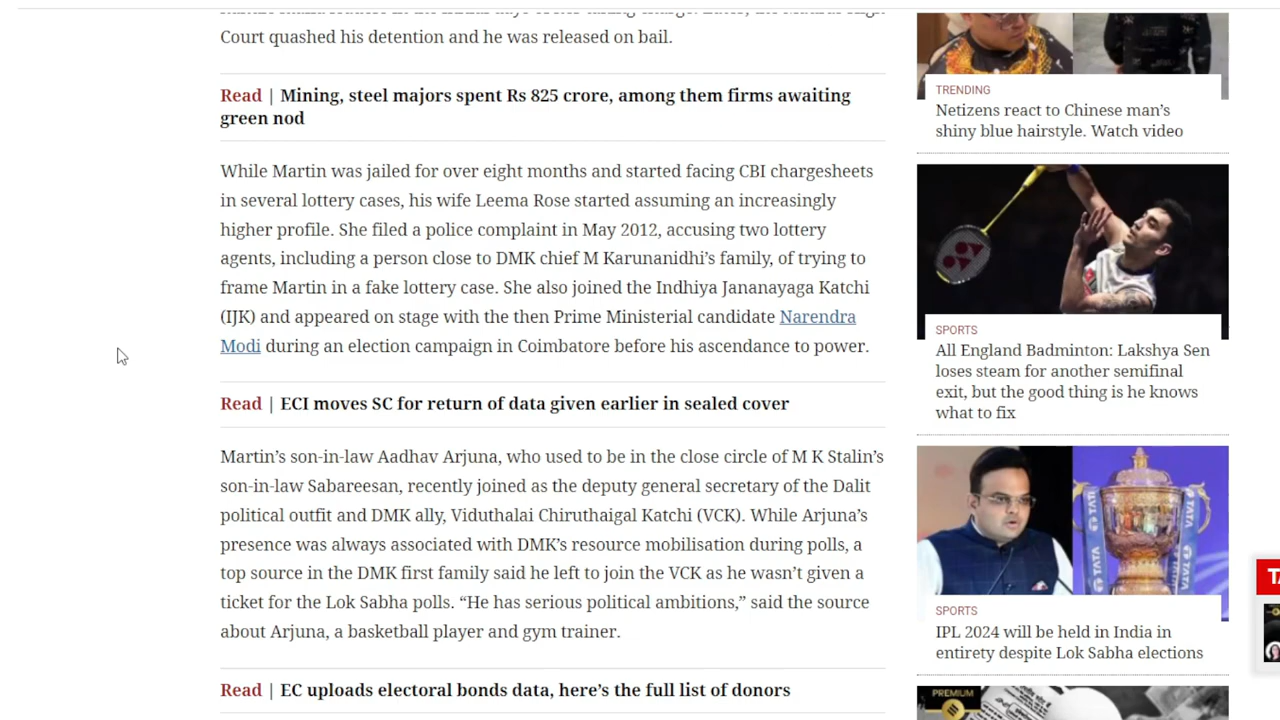 Court quashed his detention and he was released on bail.
Read | Mining, steel majors spent Rs 825 crore, among them firms awaiting
green nod
While Martin was jailed for over eight months and started facing CBI chargesheets
in several lottery cases, his wife Leema Rose started assuming an increasingly
higher profile. She filed a police complaint in May 2012, accusing two lottery
agents, including a person close to DMK chief M Karunanidhi’s family, of trying to
frame Martin in a fake lottery case. She also joined the Indhiya Jananayaga Katchi
(IJK) and appeared on stage with the then Prime Ministerial candidate Narendra
Modi during an election campaign in Coimbatore before his ascendance to power.
Read | ECI moves SC for return of data given earlier in sealed cover
Martin’s son-in-law Aadhav Arjuna, who used to be in the close circle of M K Stalin’s
son-in-law Sabareesan, recently joined as the deputy general secretary of the Dalit
political outfit and DMK ally, Viduthalai Chiruthaigal Katchi (VCK). While Arjuna’s
presence was always associated with DMK’s resource mobilisation during polls, a
top source in the DMK first family said he left to join the VCK as he wasn’t given a
ticket for the Lok Sabha polls. “He has serious political ambitions,” said the source
about Arjuna, a basketball player and gym trainer.
Read | EC uploads electoral bonds data, here’s the full list of donors
TRENDING
Netizens react to Chinese man’s
shiny blue hairstyle. Watch video
SPORTS
All England Badminton: Lakshya Sen
loses steam for another semifinal
exit, but the good thing is he knows
what to fix
TATA
TATA
SPORTS
IPL 2024 will be held in India in
entirety despite Lok Sabha elections
PREMIUM